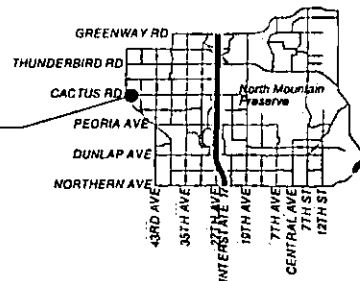 GREENWAY RD
THUNDERBIRD RD
CACTUS RD
North Mountain
Preserve
PEORIA AVE
DUNLAP AVE
NORTHERN AVE
43RD AVE
35TH AVE
27TH AVE
INTERSTATE 17
19TH AVE
7TH AVE
CENTRAL AVE
7TH ST
12TH ST